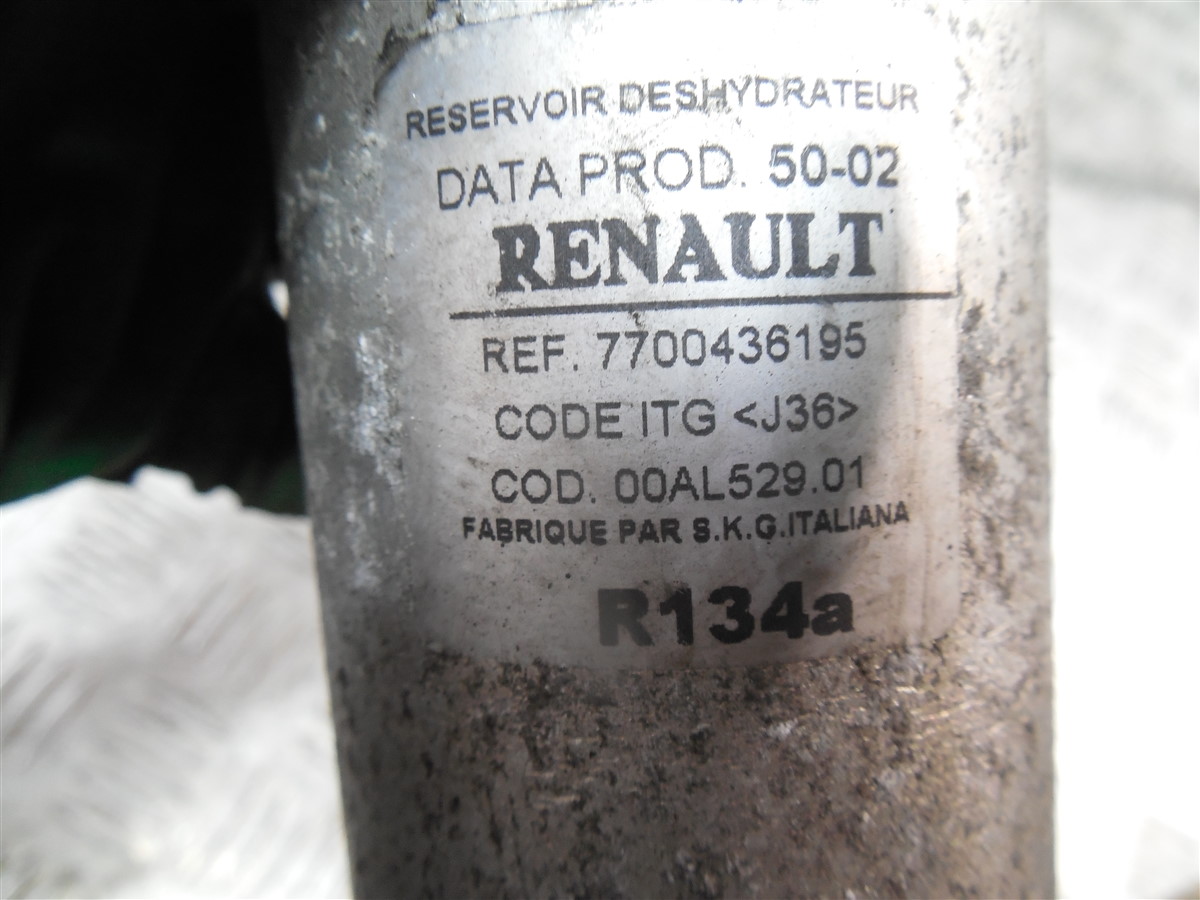 RESERVOIR DESHYDRATEUR
DATA PROD. 50-02
RENAULT
REF. 7700436195
CODE ITG <J36>
COD. 00AL529.01
FABRIQUE PAR S.K.G.ITALIANA
R134a